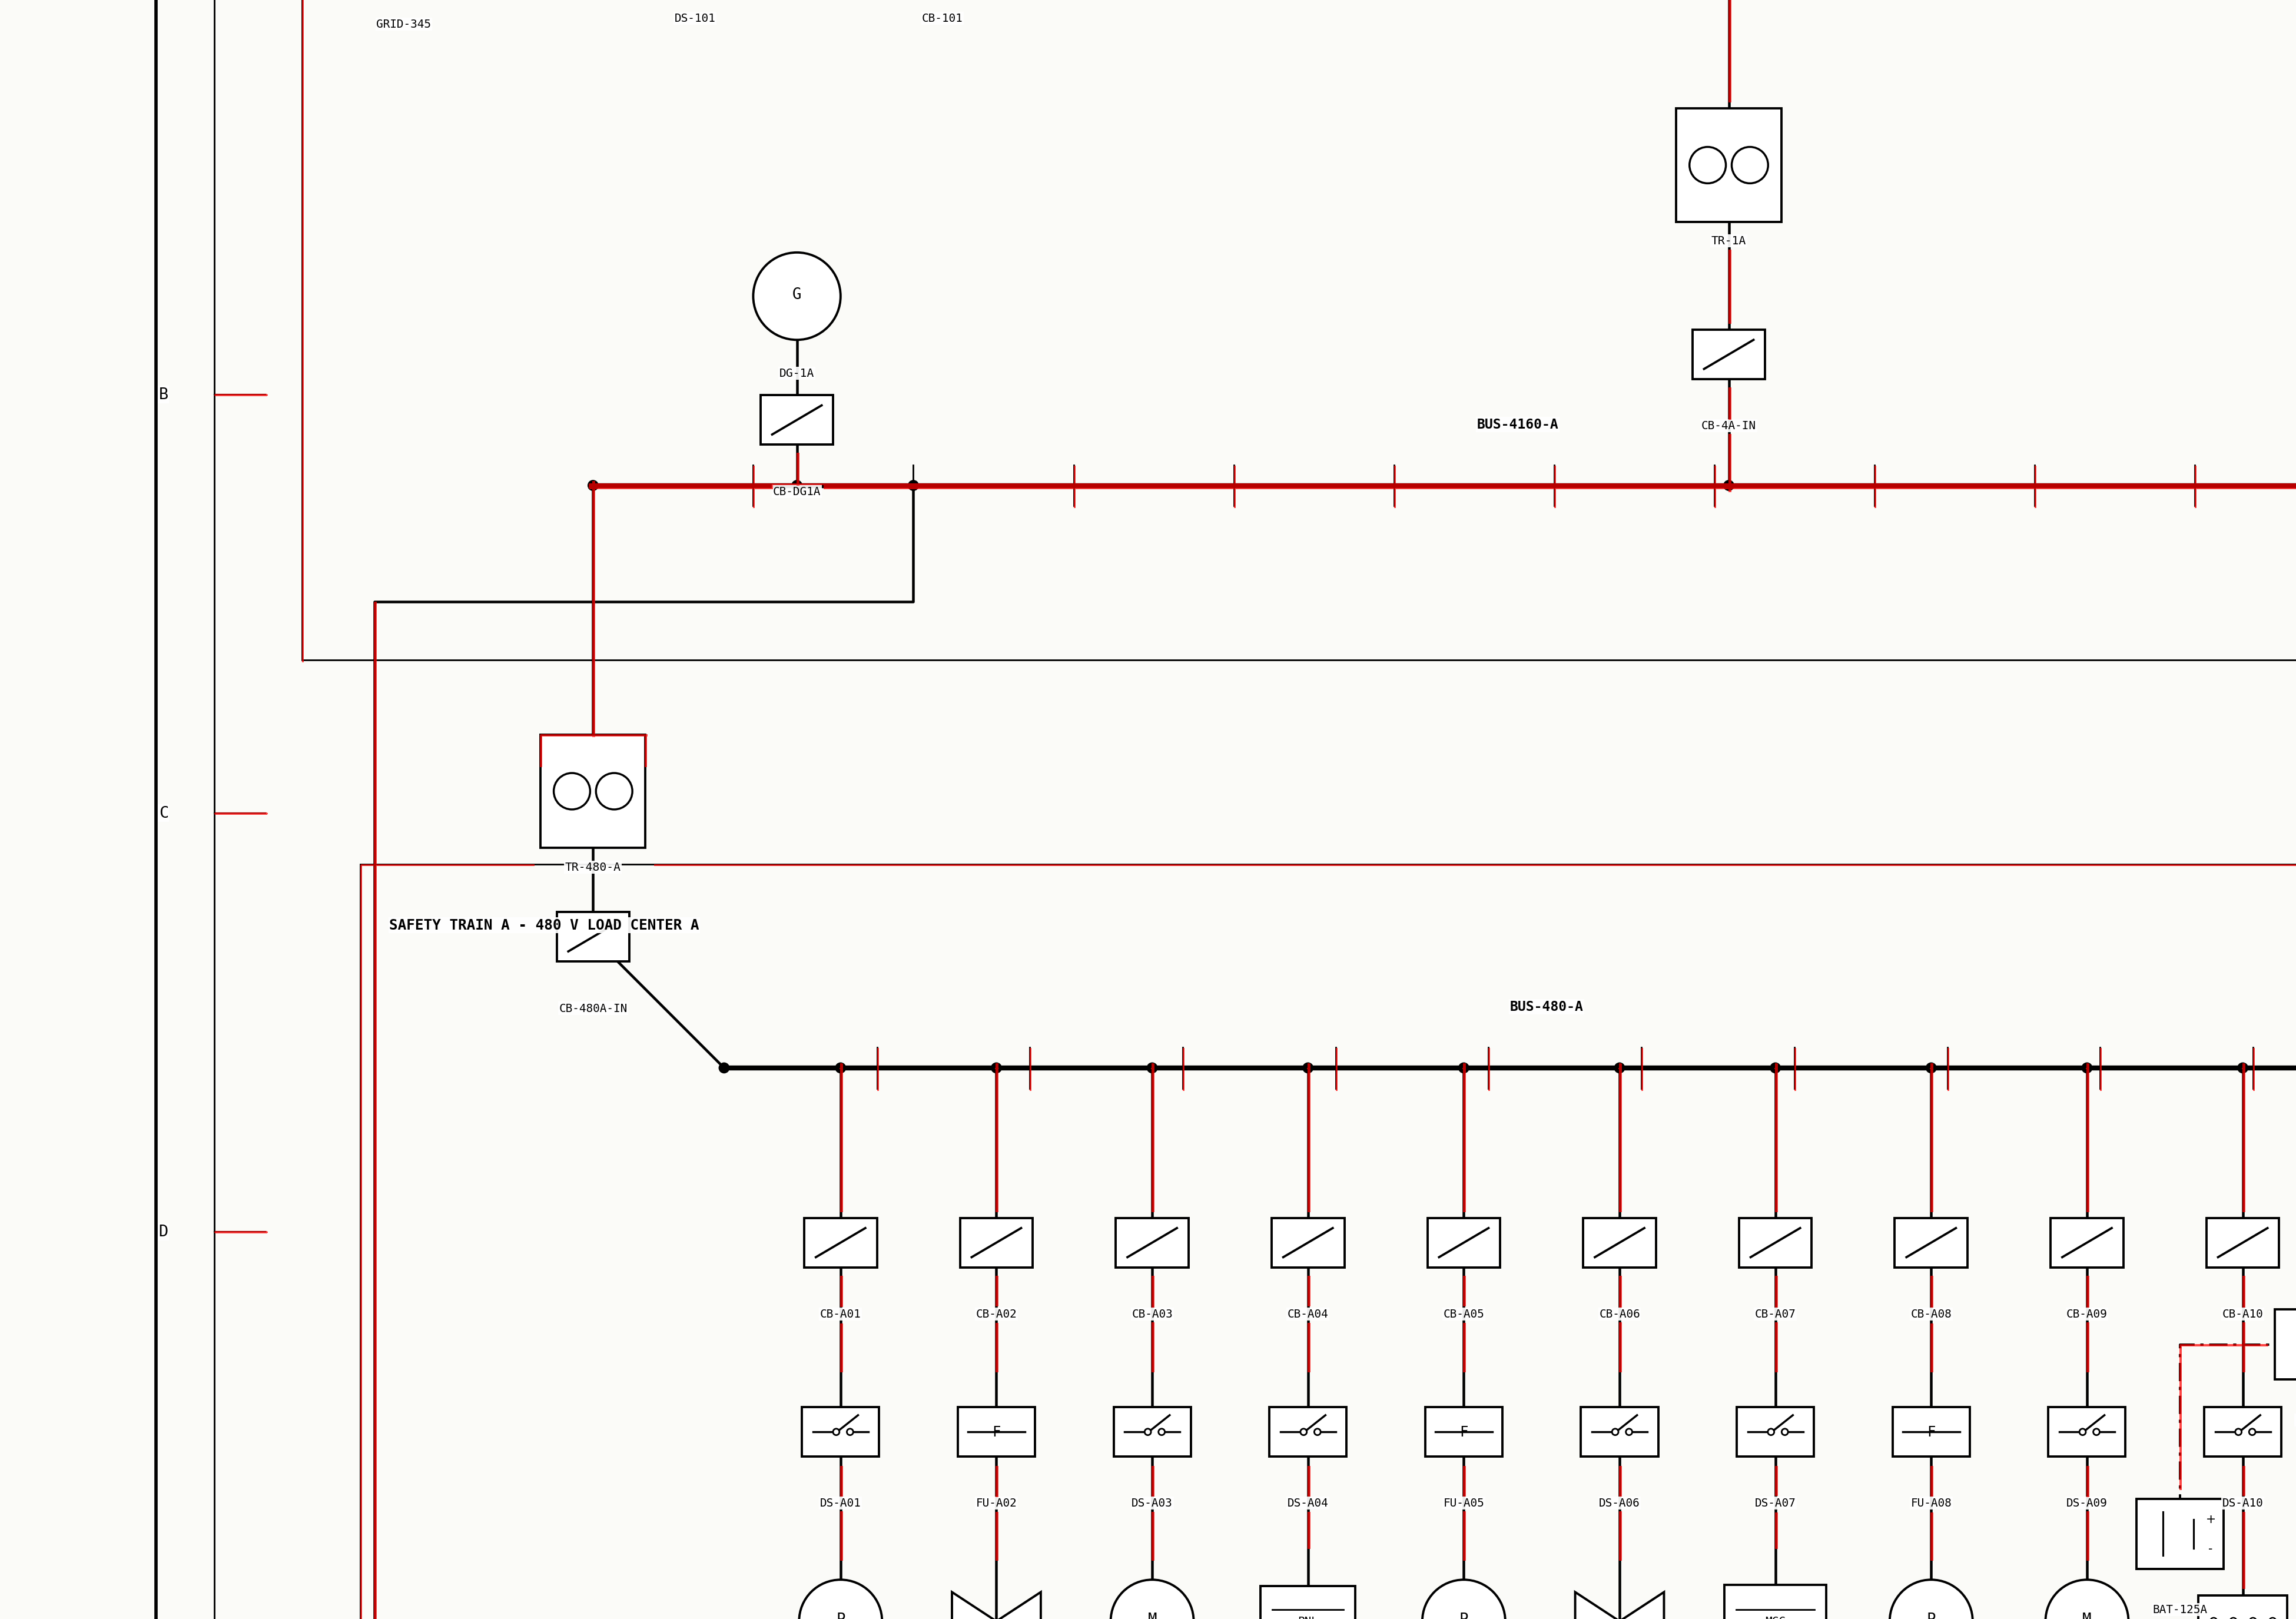 GRID-345 DS-101 CB-101
TR-1A
G
DG-1A
B
BUS-4160-A
CB-4A-IN
CB-DG1A
C
TR-480-A
SAFETY TRAIN A - 480 V LOAD CENTER A
CB-480A-IN
BUS-480-A
D
CB-A01 CB-A02 CB-A03 CB-A04 CB-A05 CB-A06 CB-A07 CB-A08 CB-A09 CB-A10
F F F
DS-A01 FU-A02 DS-A03 DS-A04 FU-A05 DS-A06 DS-A07 FU-A08 DS-A09 DS-A10
+
-
BAT-125A
M M